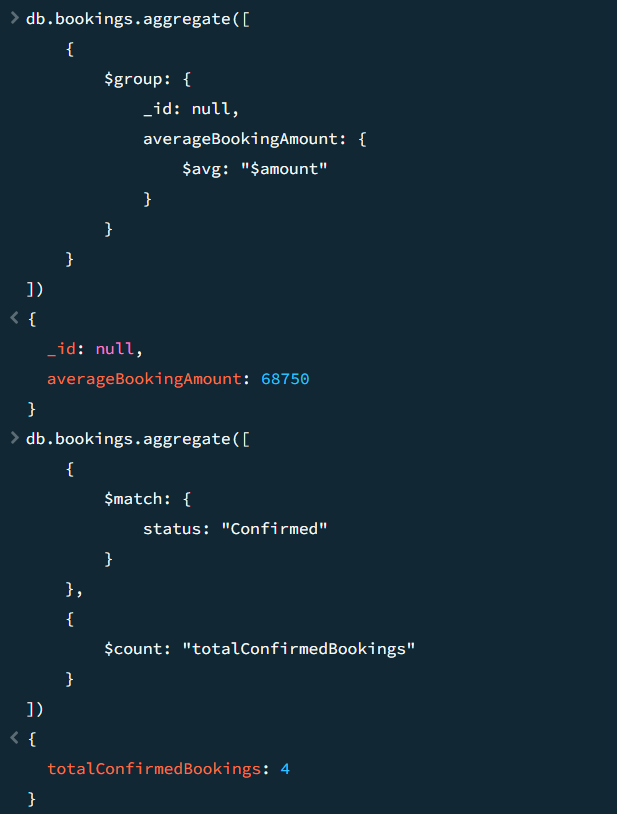 > db.bookings.aggregate([
    {
        $group: {
            _id: null,
            averageBookingAmount: {
                $avg: "$amount"
            }
        }
    }
])
< {
  _id: null,
  averageBookingAmount: 68750
}
> db.bookings.aggregate([
    {
        $match: {
            status: "Confirmed"
        }
    },
    {
        $count: "totalConfirmedBookings"
    }
])
< {
  totalConfirmedBookings: 4
}